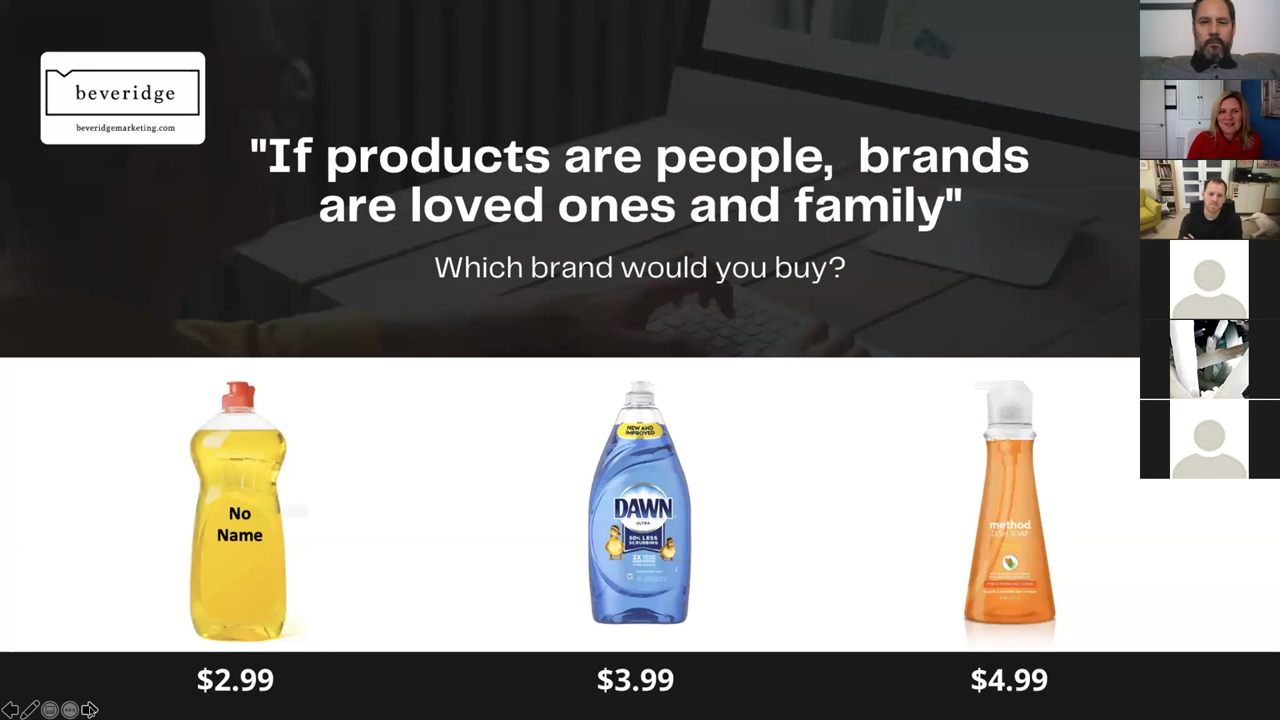 beveridge
beveridgemarketing.com
"If products are people, brands
are loved ones and family"
Which brand would you buy?
No
Name
NEW AND
IMPROVED
DAWN
ULTRA
50% LESS
SCRUBBING
3X
method
DISH SOAP
$2.99
$3.99
$4.99